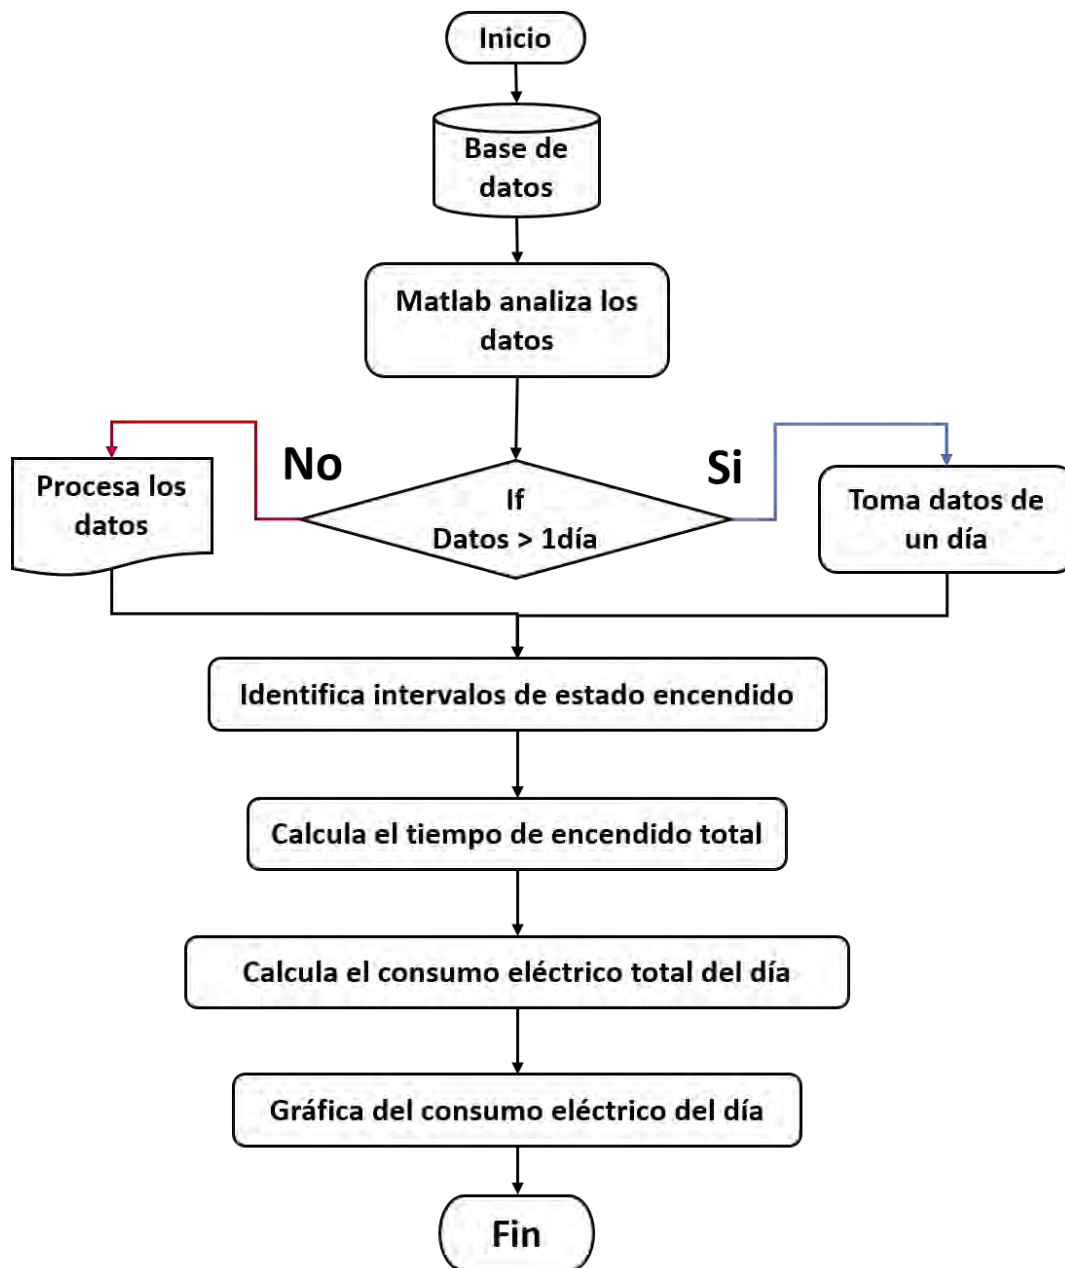 Inicio
Base de
datos
Matlab analiza los
datos
No
Si
Procesa los
datos
If
Datos > 1día
Toma datos de
un día
Identifica intervalos de estado encendido
Calcula el tiempo de encendido total
Calcula el consumo eléctrico total del día
Gráfica del consumo eléctrico del día
Fin